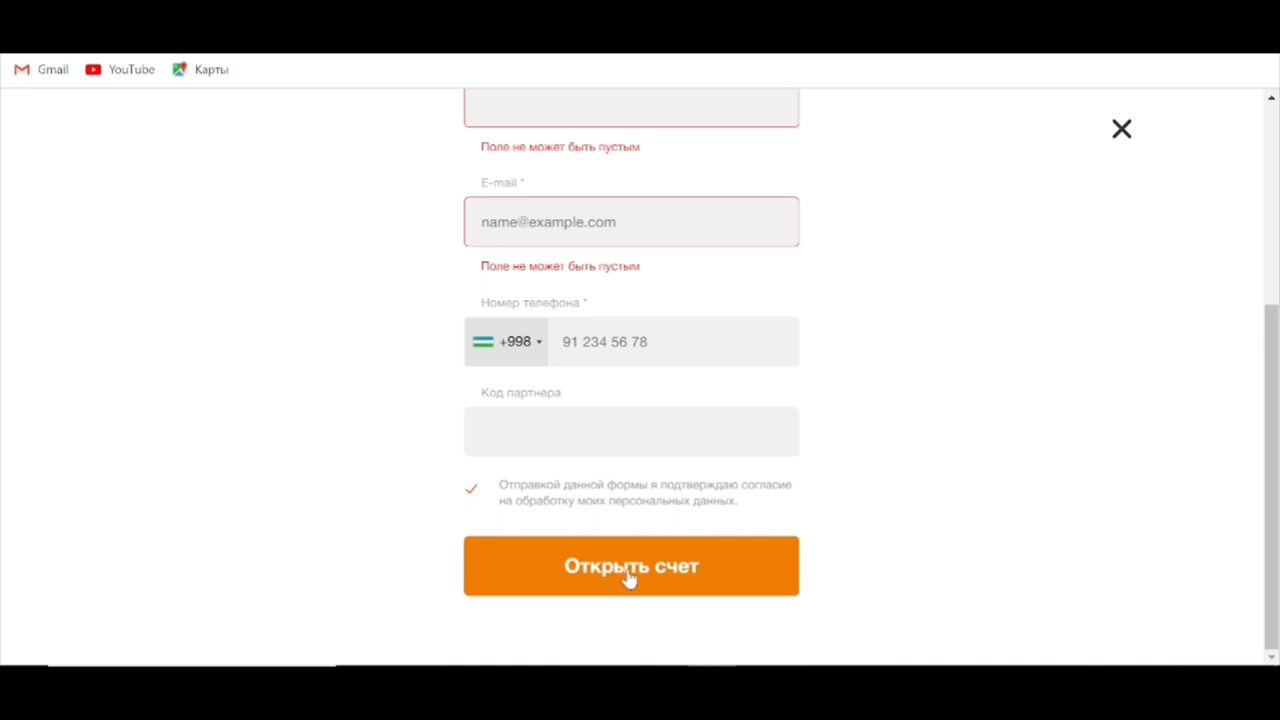 Gmail YouTube Карты
Поле не может быть пустым
E-mail *
name@example.com
Поле не может быть пустым
Номер телефона *
+998 91 234 56 78
Код партнера
Отправкой данной формы я подтверждаю согласие
на обработку моих персональных данных.
Открыть счет